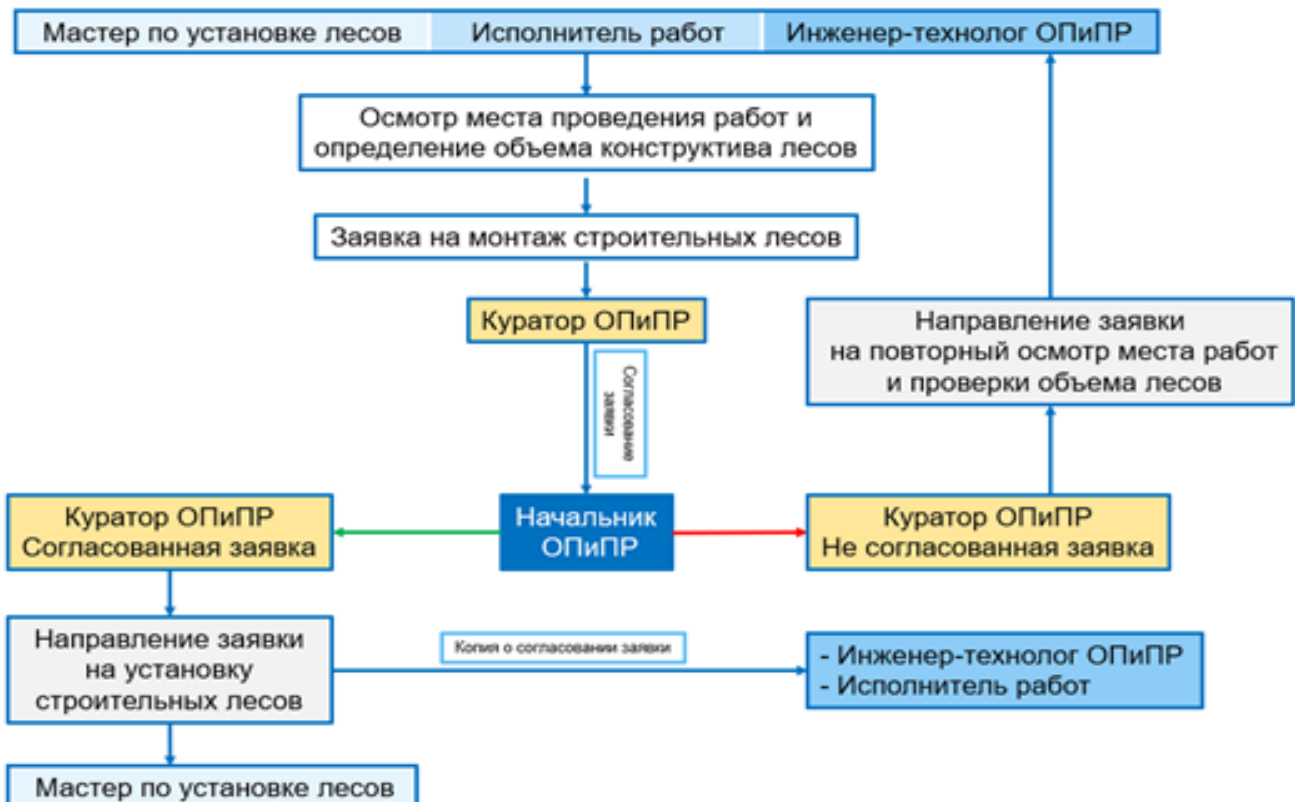 Мастер по установке лесов
Исполнитель работ
Инженер-технолог ОПиПР
Осмотр места проведения работ и
определение объема конструктива лесов
Заявка на монтаж строительных лесов
Куратор ОПиПР
Направление заявки
на повторный осмотр места работ
и проверки объема лесов
Согласование
заявки
Куратор ОПиПР
Согласованная заявка
Начальник
ОПиПР
Куратор ОПиПР
Не согласованная заявка
Направление заявки
на установку
строительных лесов
Копия о согласовании заявки
- Инженер-технолог ОПиПР
- Исполнитель работ
Мастер по установке лесов